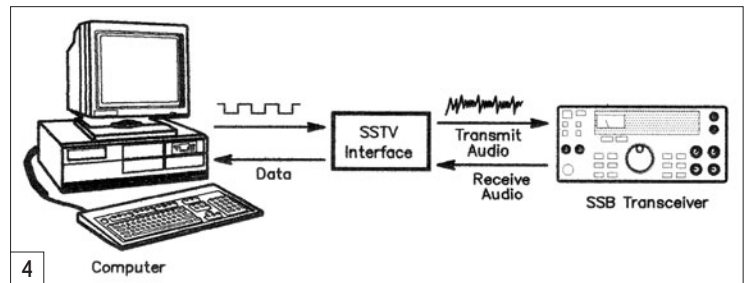 SSTV
Interface
Transmit
Audio
Data
Receive
Audio
SSB Transceiver
Computer
4